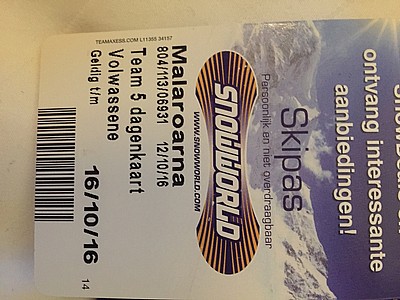 TEAMAXESS.COM L11355 34157
Malaroarna
804/113/06931 12/10/16
Team 5 dagenkaart
Volwassene
Geldig t/m 16/10/16
14
SNOWWORLD
WWW.SNOWWORLD.COM
Skipas
Persoonlijk en niet overdraagbaar
ontvang interessante
aanbiedingen!